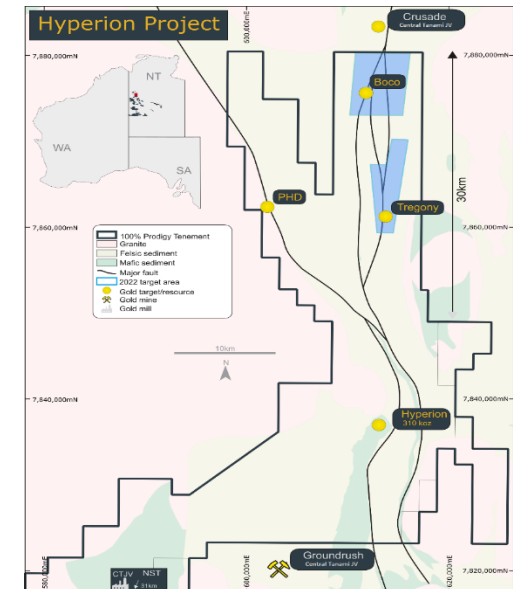 Hyperion Project
Crusade
Central Tanami JV
7,880,000mN
7,880,000mN
NT
WA
SA
Boco
30km
PHD
Tregony
7,860,000mN
7,860,000mN
100% Prodigy Tenement
Granite
Felsic sediment
Mafic sediment
Major fault
2022 target area
Gold target/resource
Gold mine
Gold mill
10km
N
7,840,000mN
7,840,000mN
Hyperion
310 koz
Groundrush
Central Tanami JV
7,820,000mN
CTJV
NST
31km
580,000mE
600,000mE
620,000mE